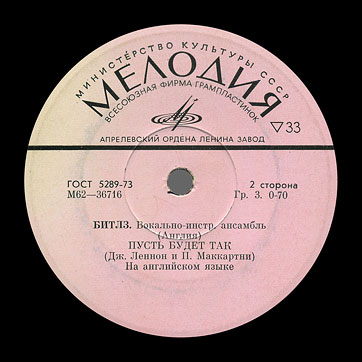 МИНИСТЕРСТВО КУЛЬТУРЫ СССР
МЕЛОДИЯ
ВСЕСОЮЗНАЯ ФИРМА ГРАМПЛАСТИНОК
АПРЕЛЕВСКИЙ ОРДЕНА ЛЕНИНА ЗАВОД
▽33
ГОСТ 5289-73
М62—36716
2 сторона
Гр. 3. 0-70
БИТЛЗ. Вокально-инстр. ансамбль
(Англия)
ПУСТЬ БУДЕТ ТАК
(Дж. Леннон и П. Маккартни)
На английском языке